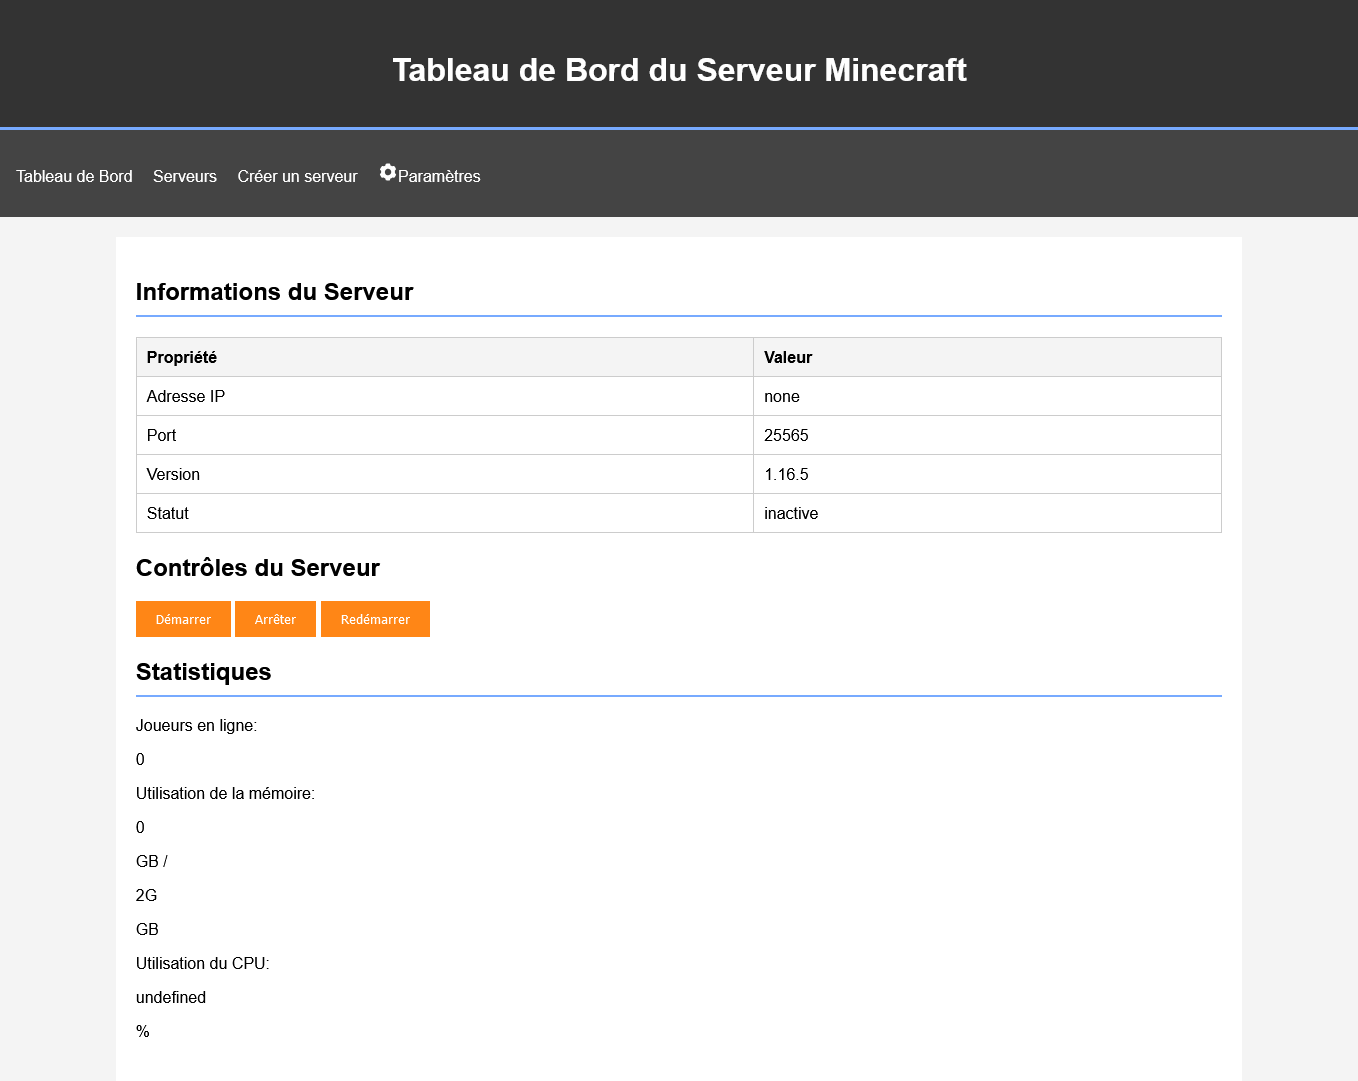 Tableau de Bord du Serveur Minecraft
Tableau de Bord Serveurs Créer un serveur Paramètres
Informations du Serveur
Propriété Valeur
Adresse IP none
Port 25565
Version 1.16.5
Statut inactive
Contrôles du Serveur
Démarrer Arrêter Redémarrer
Statistiques
Joueurs en ligne:
0
Utilisation de la mémoire:
0
GB /
2G
GB
Utilisation du CPU:
undefined
%